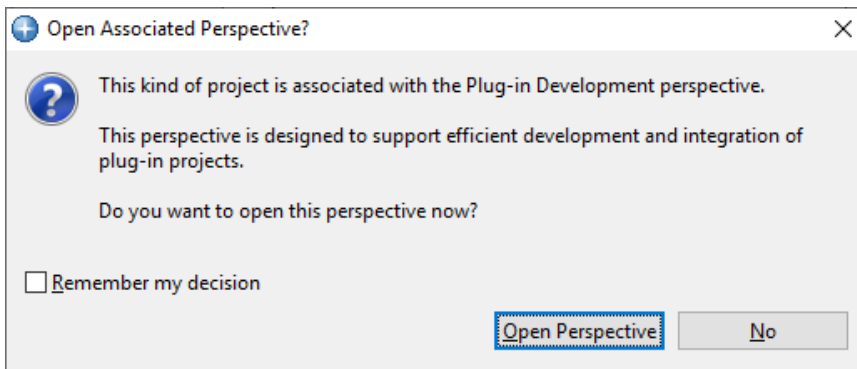 Open Associated Perspective?
This kind of project is associated with the Plug-in Development perspective.
This perspective is designed to support efficient development and integration of
plug-in projects.
Do you want to open this perspective now?
Remember my decision
Open Perspective
No